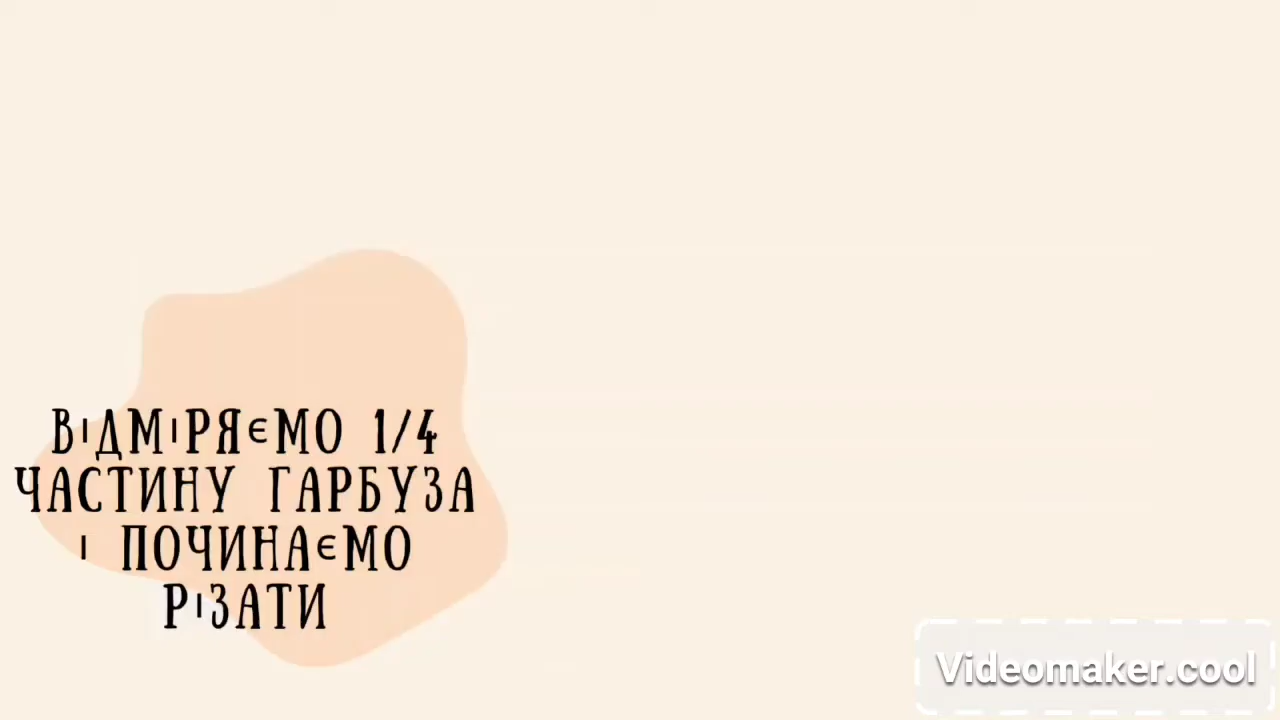 ВІДМІРЯЄМО 1/4
ЧАСТИНУ ГАРБУЗА
І ПОЧИНАЄМО
РІЗАТИ
Videomaker.cool